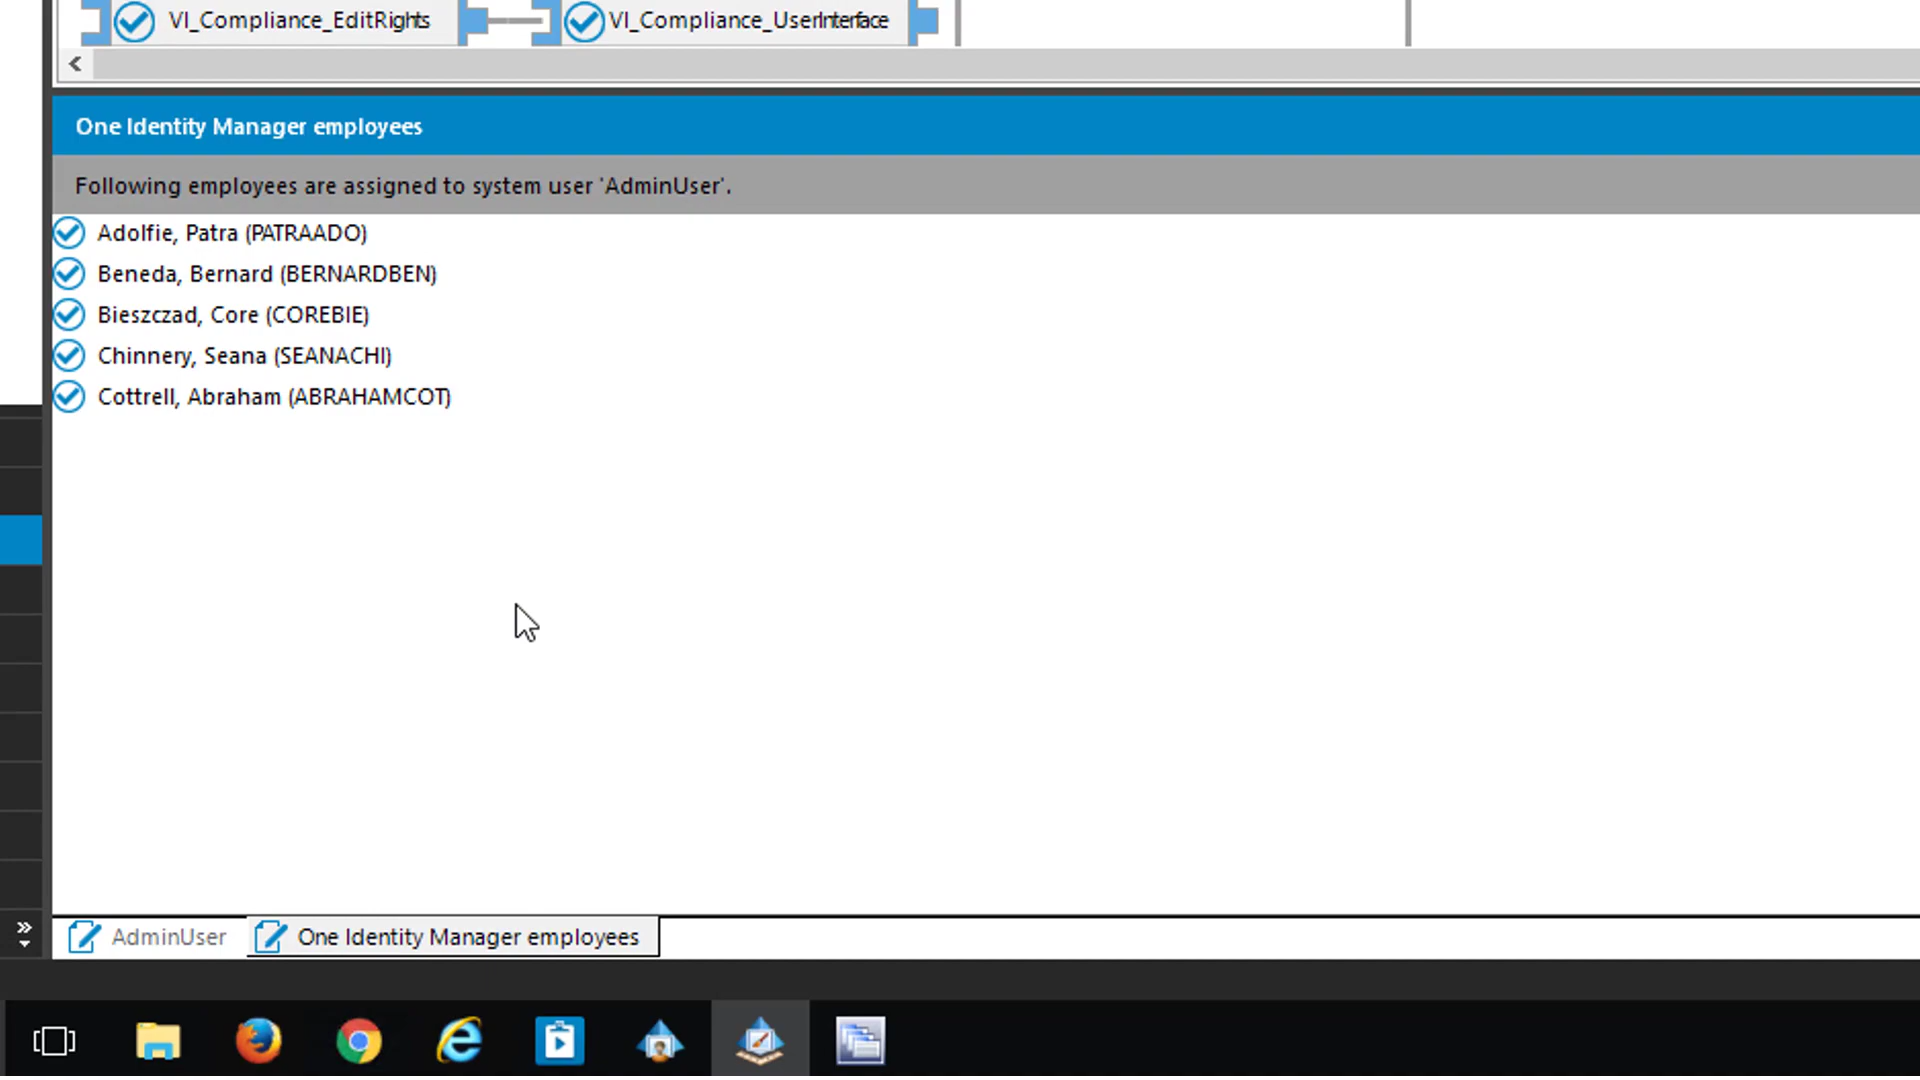 VI_Compliance_EditRights VI_Compliance_UserInterface
One Identity Manager employees
Following employees are assigned to system user 'AdminUser'.
Adolfie, Patra (PATRAADO)
Beneda, Bernard (BERNARDBEN)
Bieszczad, Core (COREBIE)
Chinnery, Seana (SEANACHI)
Cottrell, Abraham (ABRAHAMCOT)
AdminUser One Identity Manager employees